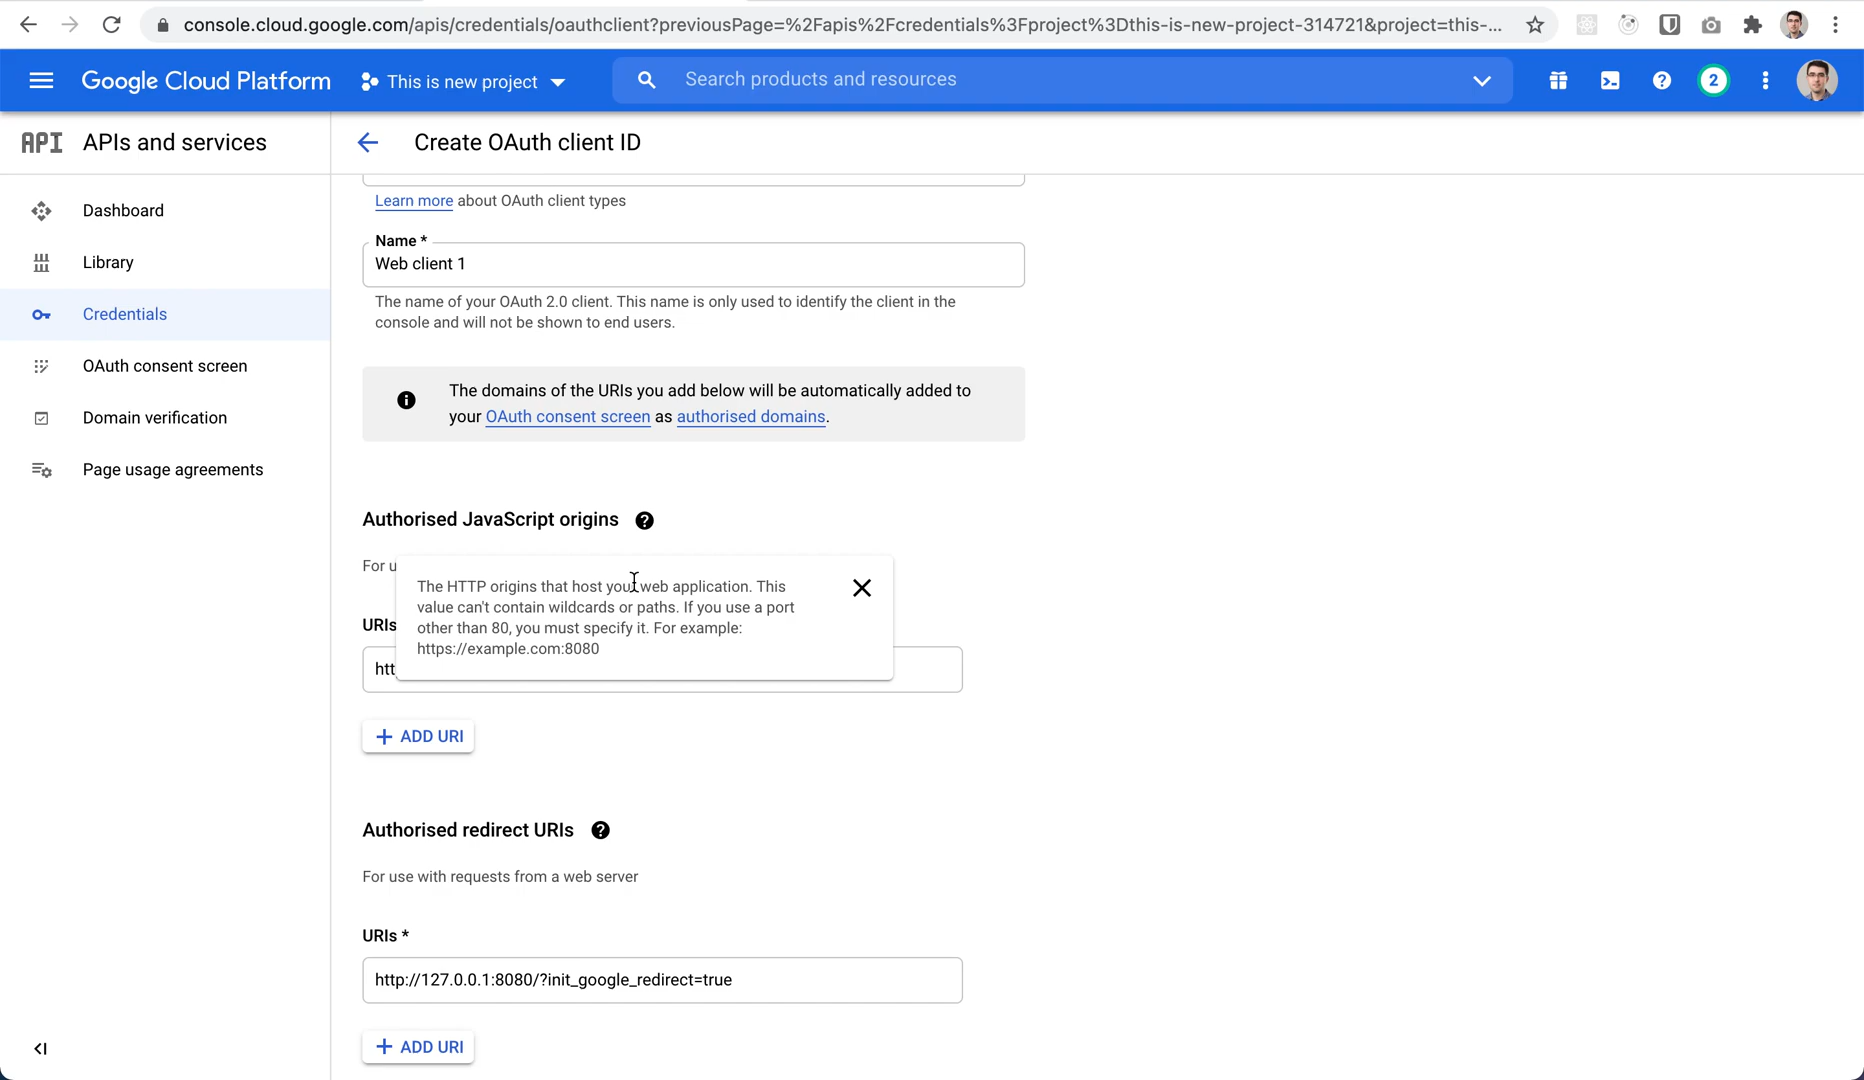 console.cloud.google.com/apis/credentials/oauthclient?previousPage=%2Fapis%2Fcredentials%3Fproject%3Dthis-is-new-project-314721&project=this-...
Google Cloud Platform
This is new project
Search products and resources
2
API APIs and services
Create OAuth client ID
Dashboard
Library
Credentials
OAuth consent screen
Domain verification
Page usage agreements
Learn more about OAuth client types
Name *
Web client 1
The name of your OAuth 2.0 client. This name is only used to identify the client in the
console and will not be shown to end users.
The domains of the URIs you add below will be automatically added to
your OAuth consent screen as authorised domains.
Authorised JavaScript origins
For u
The HTTP origins that host your web application. This
value can't contain wildcards or paths. If you use a port
other than 80, you must specify it. For example:
https://example.com:8080
URIs
htt
ADD URI
Authorised redirect URIs
For use with requests from a web server
URIs *
http://127.0.0.1:8080/?init_google_redirect=true
ADD URI